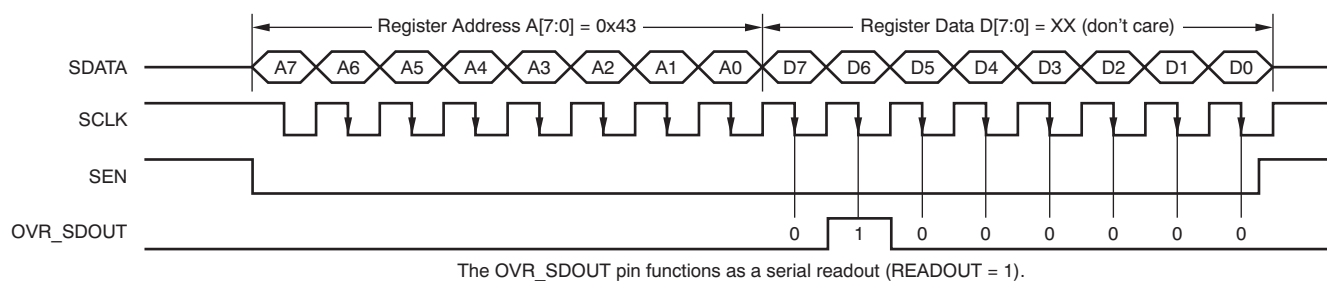 Register Address A[7:0] = 0x43 Register Data D[7:0] = XX (don't care)
SDATA A7 A6 A5 A4 A3 A2 A1 A0 D7 D6 D5 D4 D3 D2 D1 D0
SCLK
SEN
OVR_SDOUT 0 1 0 0 0 0 0 0
The OVR_SDOUT pin functions as a serial readout (READOUT = 1).